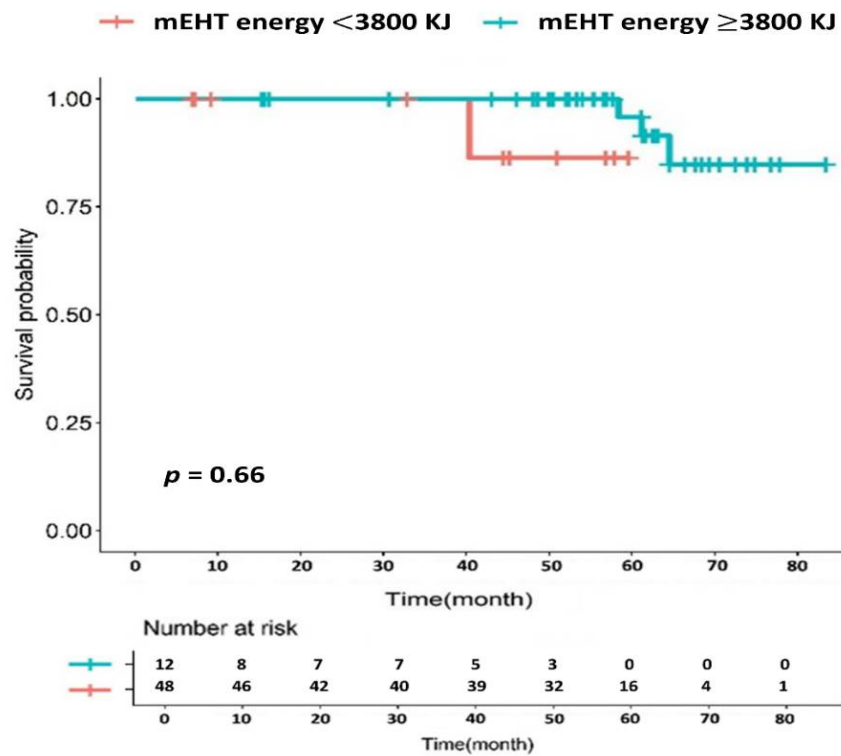 mEHT energy <3800 KJ mEHT energy ≥3800 KJ
1.00
0.75
0.50
0.25
0.00
Survival probability
p = 0.66
0 10 20 30 40 50 60 70 80
Time(month)
Number at risk
12 8 7 7 5 3 0 0 0
48 46 42 40 39 32 16 4 1
0 10 20 30 40 50 60 70 80
Time(month)